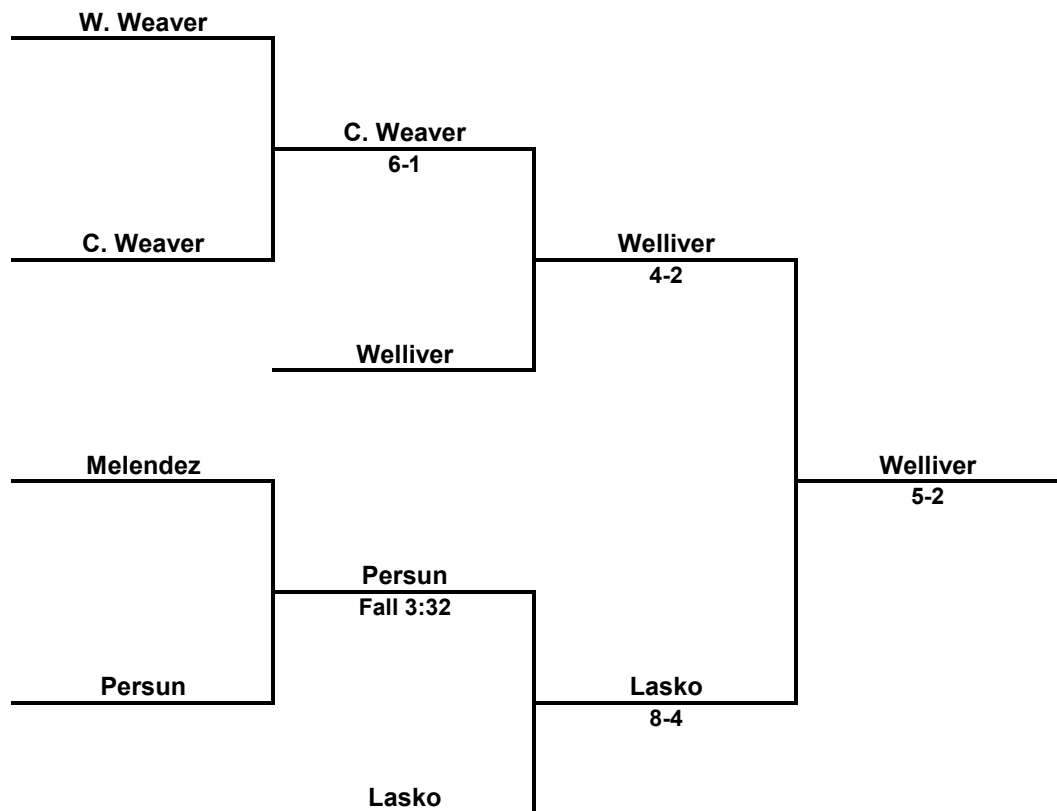 W. Weaver
C. Weaver
6-1
C. Weaver
Welliver
4-2
Welliver
Melendez
Welliver
5-2
Persun
Fall 3:32
Persun
Lasko
8-4
Lasko